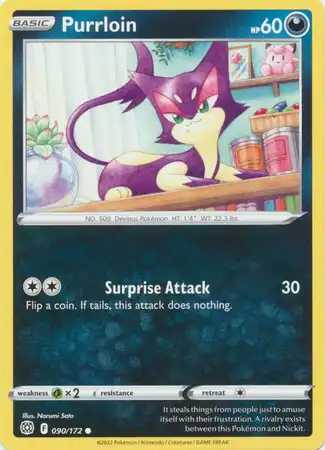 BASIC Purrloin HP 60
NO. 509 Devious Pokémon HT: 1'4" WT: 22.3 lbs
Surprise Attack 30
Flip a coin. If tails, this attack does nothing.
weakness ×2 resistance retreat
Illus. Norumi Sato
F 090/172
It steals things from people just to amuse
itself with their frustration. A rivalry exists
between this Pokémon and Nickit.
©2022 Pokémon / Nintendo / Creatures / GAME FREAK